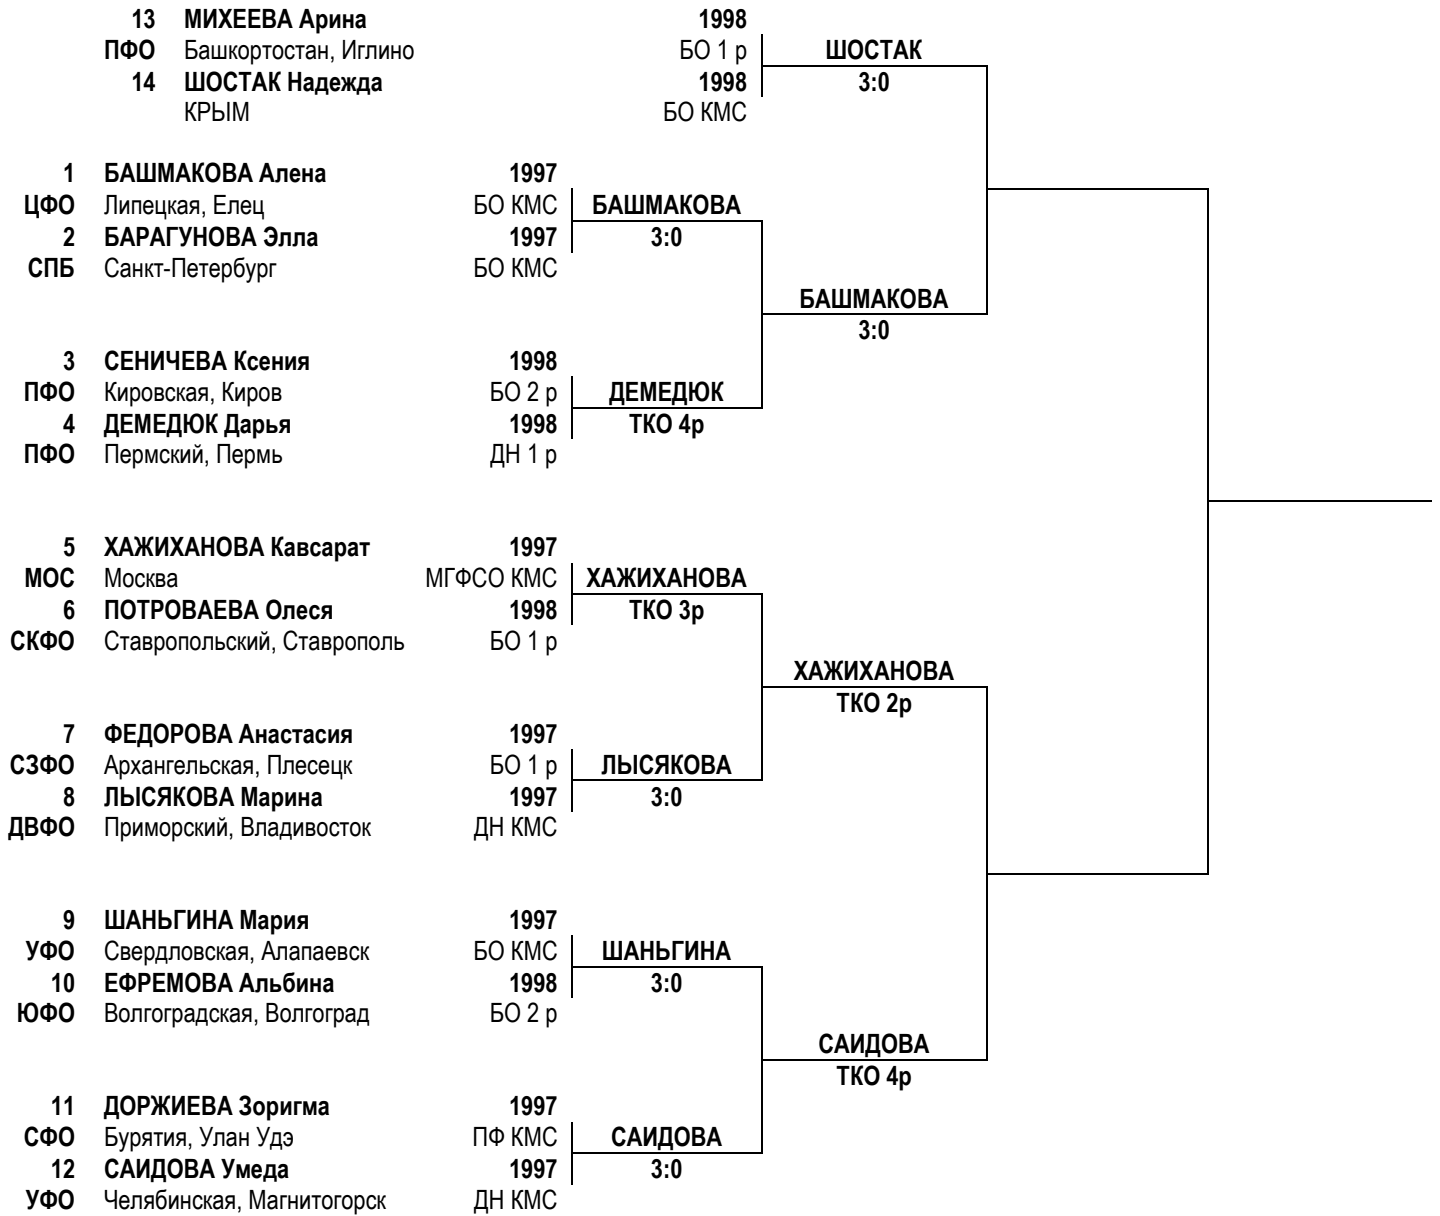 13 МИХЕЕВА Арина 1998
ПФО Башкортостан, Иглино БО 1 р ШОСТАК
14 ШОСТАК Надежда 1998 3:0
КРЫМ БО КМС
1 БАШМАКОВА Алена 1997
ЦФО Липецкая, Елец БО КМС БАШМАКОВА
2 БАРАГУНОВА Элла 1997 3:0
СПБ Санкт-Петербург БО КМС
БАШМАКОВА
3:0
3 СЕНИЧЕВА Ксения 1998
ПФО Кировская, Киров БО 2 р ДЕМЕДЮК
4 ДЕМЕДЮК Дарья 1998 ТКО 4р
ПФО Пермский, Пермь ДН 1 р
5 ХАЖИХАНОВА Кавсарат 1997
МОС Москва МГФСО КМС ХАЖИХАНОВА
6 ПОТРОВАЕВА Олеся 1998 ТКО 3р
СКФО Ставропольский, Ставрополь БО 1 р
ХАЖИХАНОВА
ТКО 2р
7 ФЕДОРОВА Анастасия 1997
СЗФО Архангельская, Плесецк БО 1 р ЛЫСЯКОВА
8 ЛЫСЯКОВА Марина 1997 3:0
ДВФО Приморский, Владивосток ДН КМС
9 ШАНЬГИНА Мария 1997
УФО Свердловская, Алапаевск БО КМС ШАНЬГИНА
10 ЕФРЕМОВА Альбина 1998 3:0
ЮФО Волгоградская, Волгоград БО 2 р
САИДОВА
ТКО 4р
11 ДОРЖИЕВА Зоригма 1997
СФО Бурятия, Улан Удэ ПФ КМС САИДОВА
12 САИДОВА Умеда 1997 3:0
УФО Челябинская, Магнитогорск ДН КМС